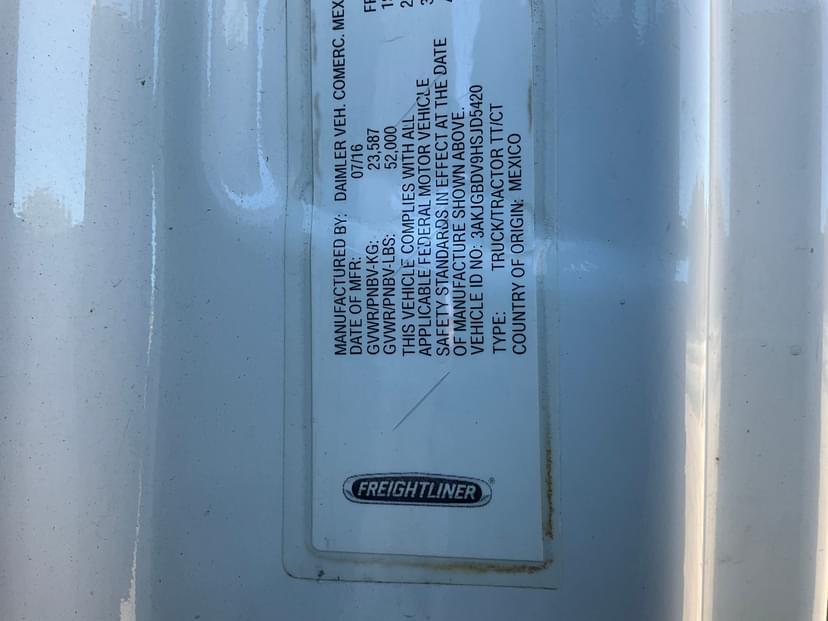 MANUFACTURED BY: DAIMLER VEH. COMERC. MEX
DATE OF MFR: 07/16
GVWR/PNBV-KG: 23,587
GVWR/PNBV-LBS: 52,000
THIS VEHICLE COMPLIES WITH ALL
APPLICABLE FEDERAL MOTOR VEHICLE
SAFETY STANDARDS IN EFFECT AT THE DATE
OF MANUFACTURE SHOWN ABOVE.
VEHICLE ID NO: 3AKJGBDV9HSJD5420
TYPE: TRUCK/TRACTOR TT/CT
COUNTRY OF ORIGIN: MEXICO
FREIGHTLINER®